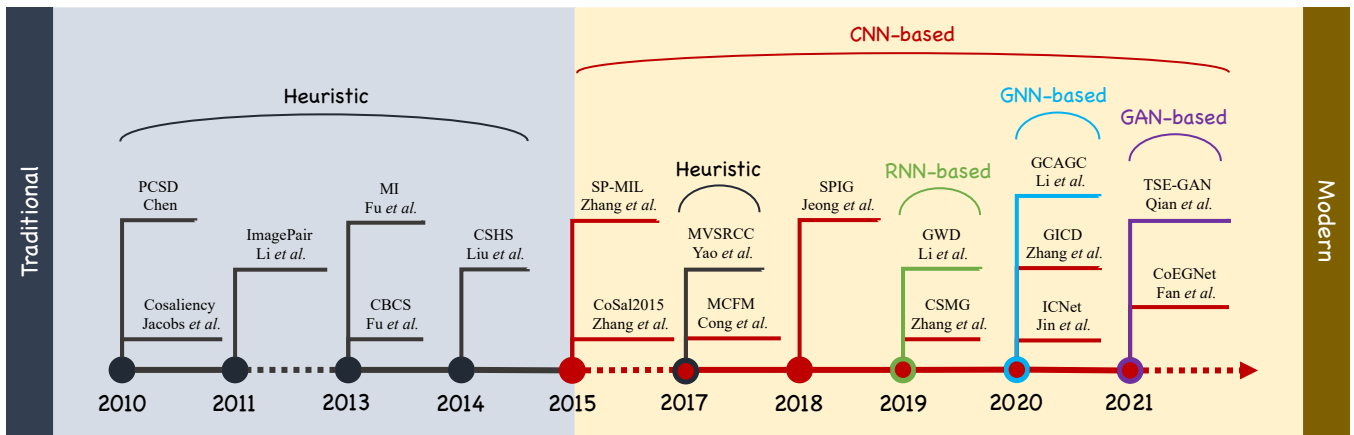 Traditional
Heuristic
PCSD
Chen
Cosaliency
Jacobs et al.
ImagePair
Li et al.
MI
Fu et al.
CBCS
Fu et al.
CSHS
Liu et al.
CNN-based
SP-MIL
Zhang et al.
CoSal2015
Zhang et al.
Heuristic
MVSRCC
Yao et al.
MCFM
Cong et al.
SPIG
Jeong et al.
RNN-based
GWD
Li et al.
CSMG
Zhang et al.
GNN-based
GCAGC
Li et al.
GICD
Zhang et al.
ICNet
Jin et al.
GAN-based
TSE-GAN
Qian et al.
CoEGNet
Fan et al.
Modern
2010 2011 2013 2014 2015 2017 2018 2019 2020 2021